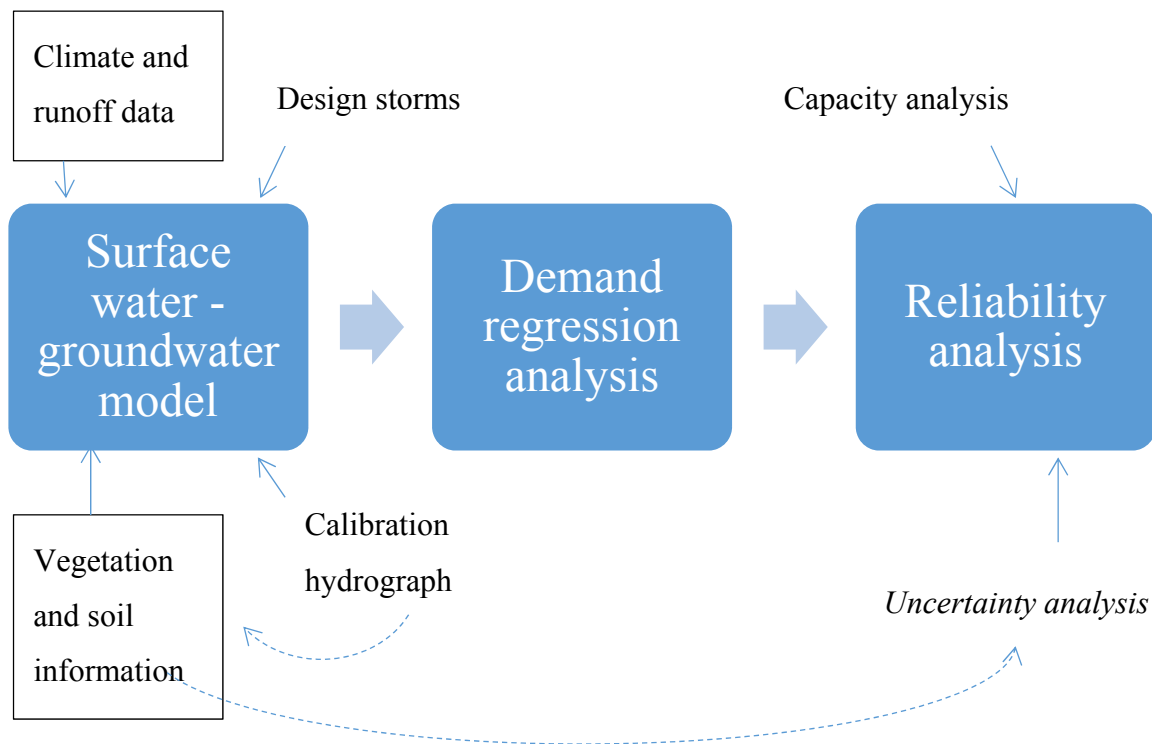 Climate and
runoff data
Design storms
Capacity analysis
Surface
water -
groundwater
model
Demand
regression
analysis
Reliability
analysis
Vegetation
and soil
information
Calibration
hydrograph
Uncertainty analysis